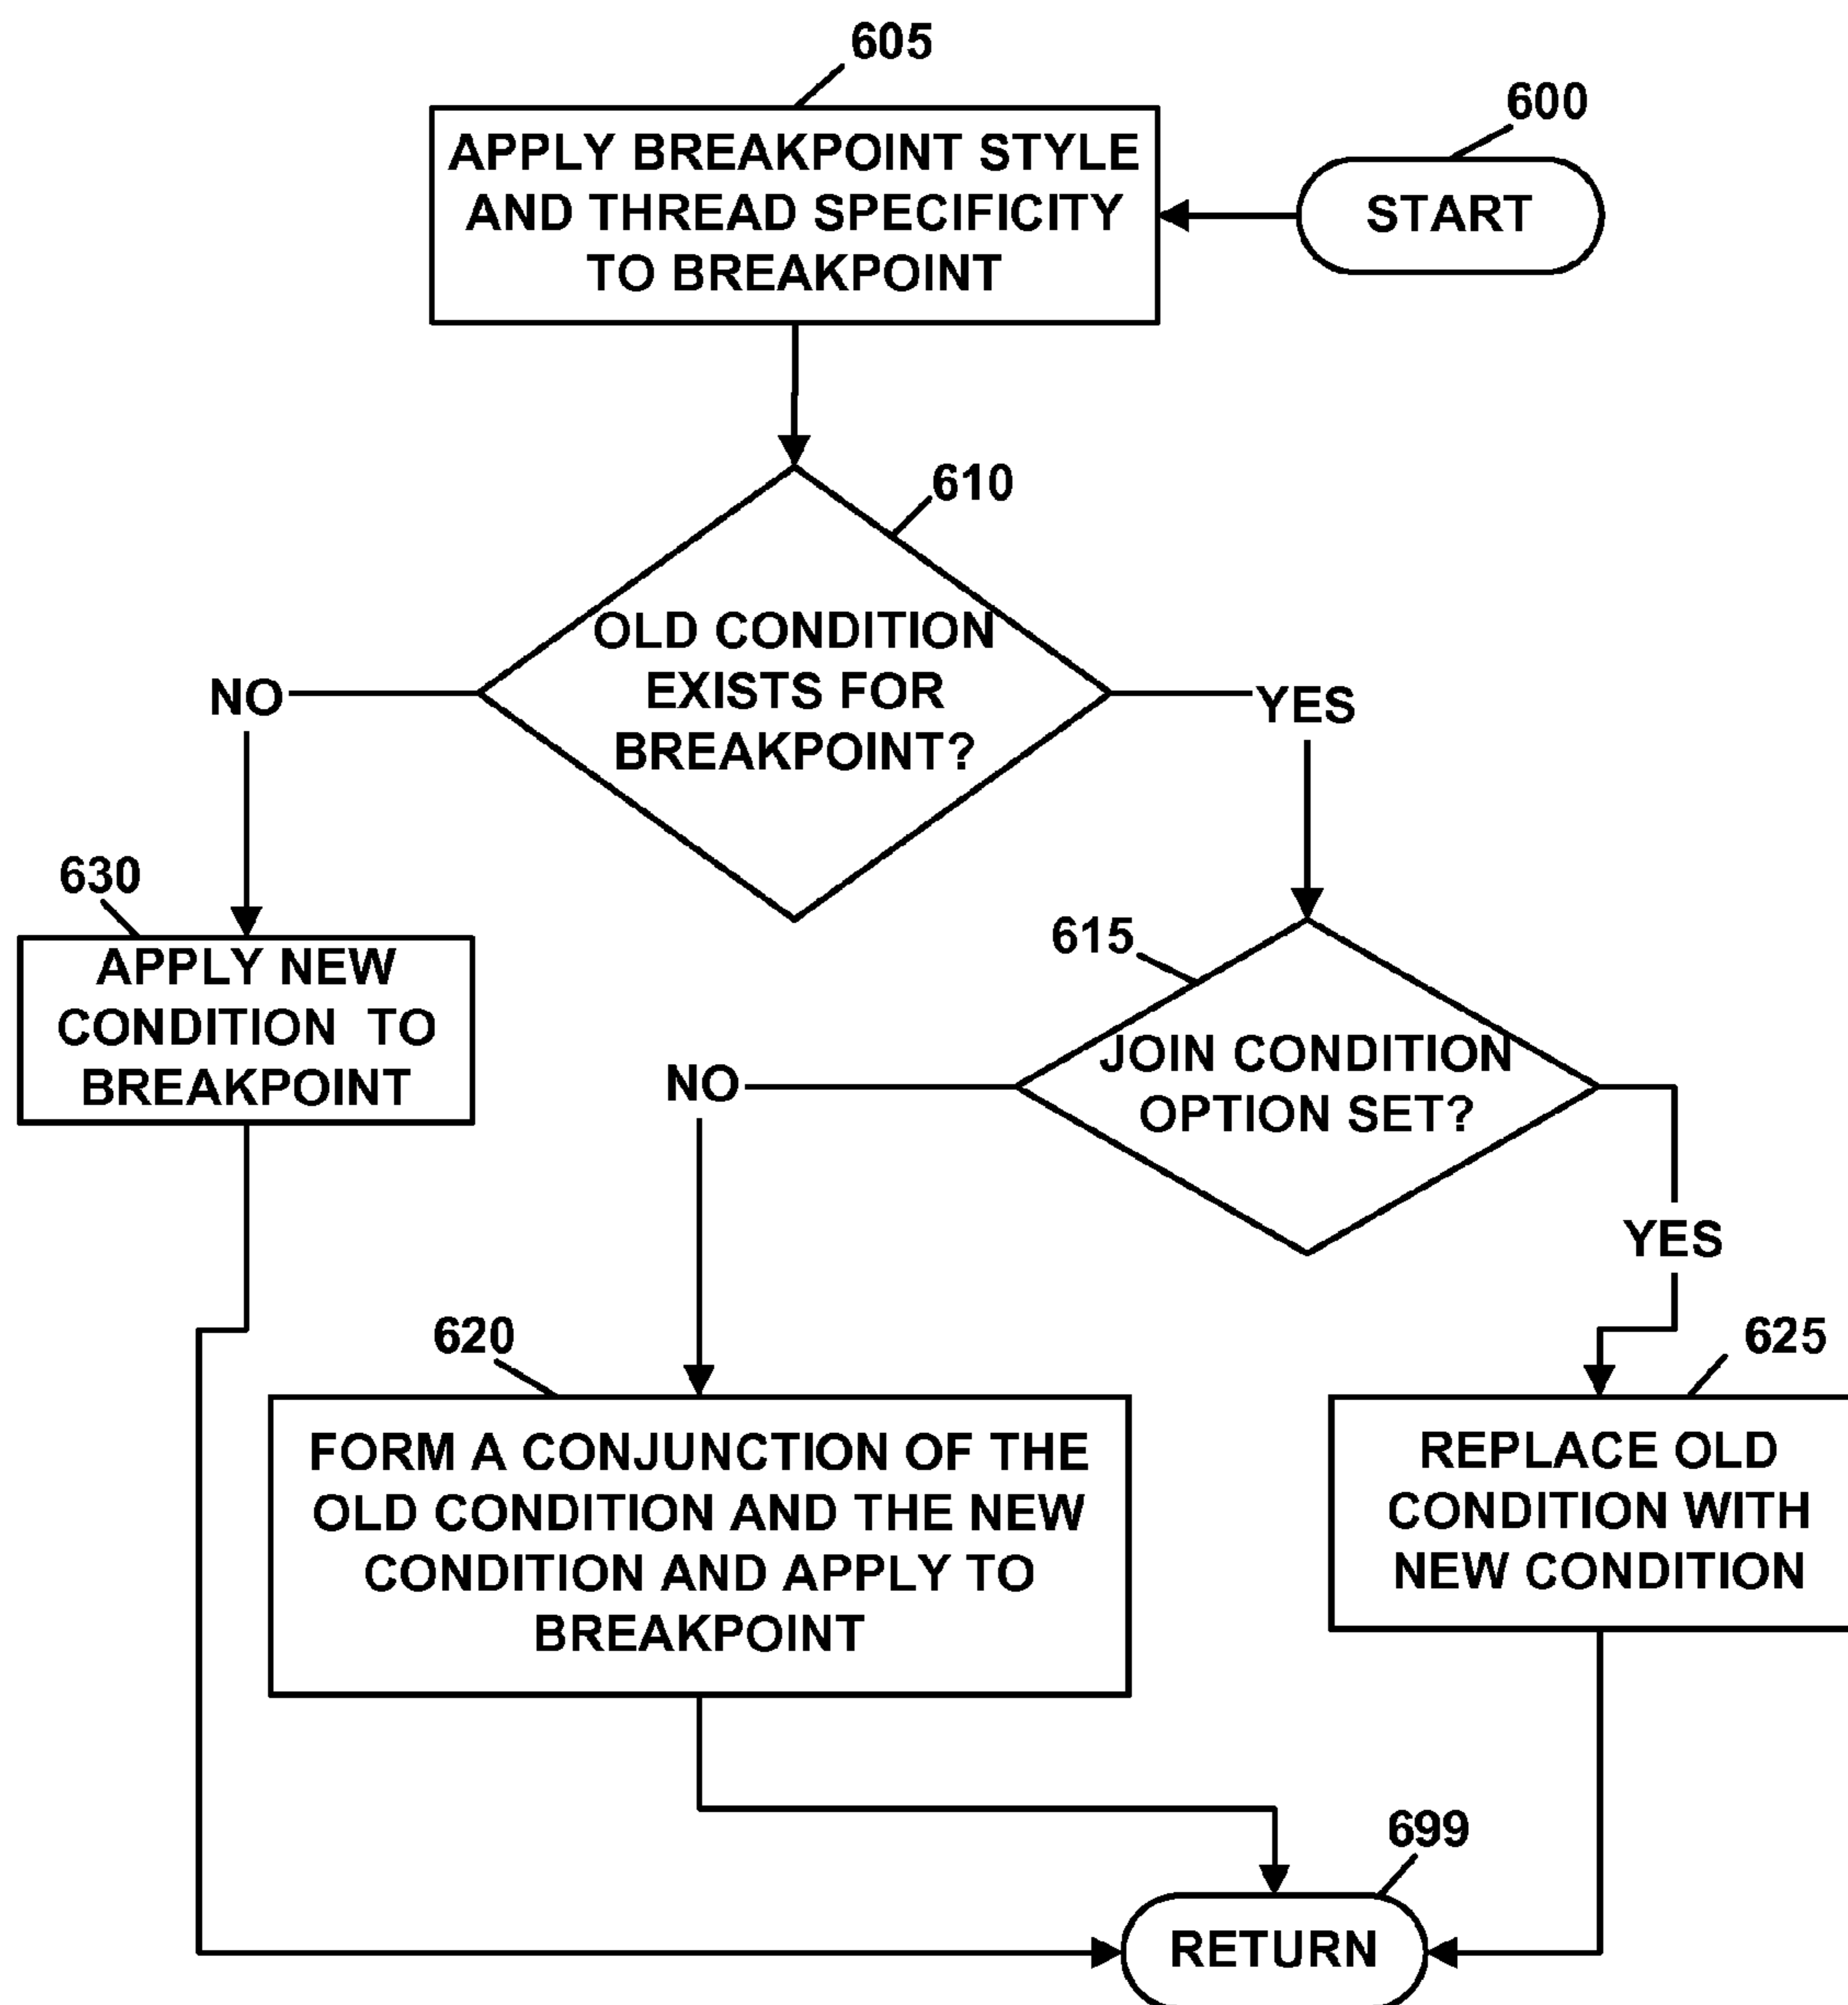 605
600
APPLY BREAKPOINT STYLE
AND THREAD SPECIFICITY
TO BREAKPOINT
START
610
OLD CONDITION
EXISTS FOR
BREAKPOINT?
NO
YES
630
APPLY NEW
CONDITION TO
BREAKPOINT
615
JOIN CONDITION
OPTION SET?
NO
YES
620
FORM A CONJUNCTION OF THE
OLD CONDITION AND THE NEW
CONDITION AND APPLY TO
BREAKPOINT
625
REPLACE OLD
CONDITION WITH
NEW CONDITION
699
RETURN